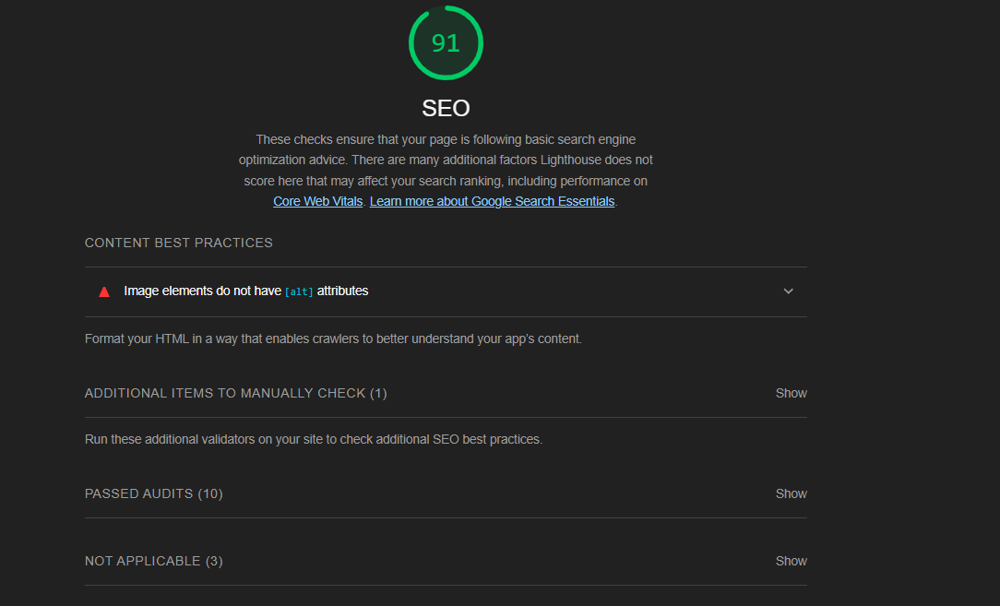 91
SEO
These checks ensure that your page is following basic search engine
optimization advice. There are many additional factors Lighthouse does not
score here that may affect your search ranking, including performance on
Core Web Vitals. Learn more about Google Search Essentials.
CONTENT BEST PRACTICES
Image elements do not have [alt] attributes
Format your HTML in a way that enables crawlers to better understand your app's content.
ADDITIONAL ITEMS TO MANUALLY CHECK (1) Show
Run these additional validators on your site to check additional SEO best practices.
PASSED AUDITS (10) Show
NOT APPLICABLE (3) Show